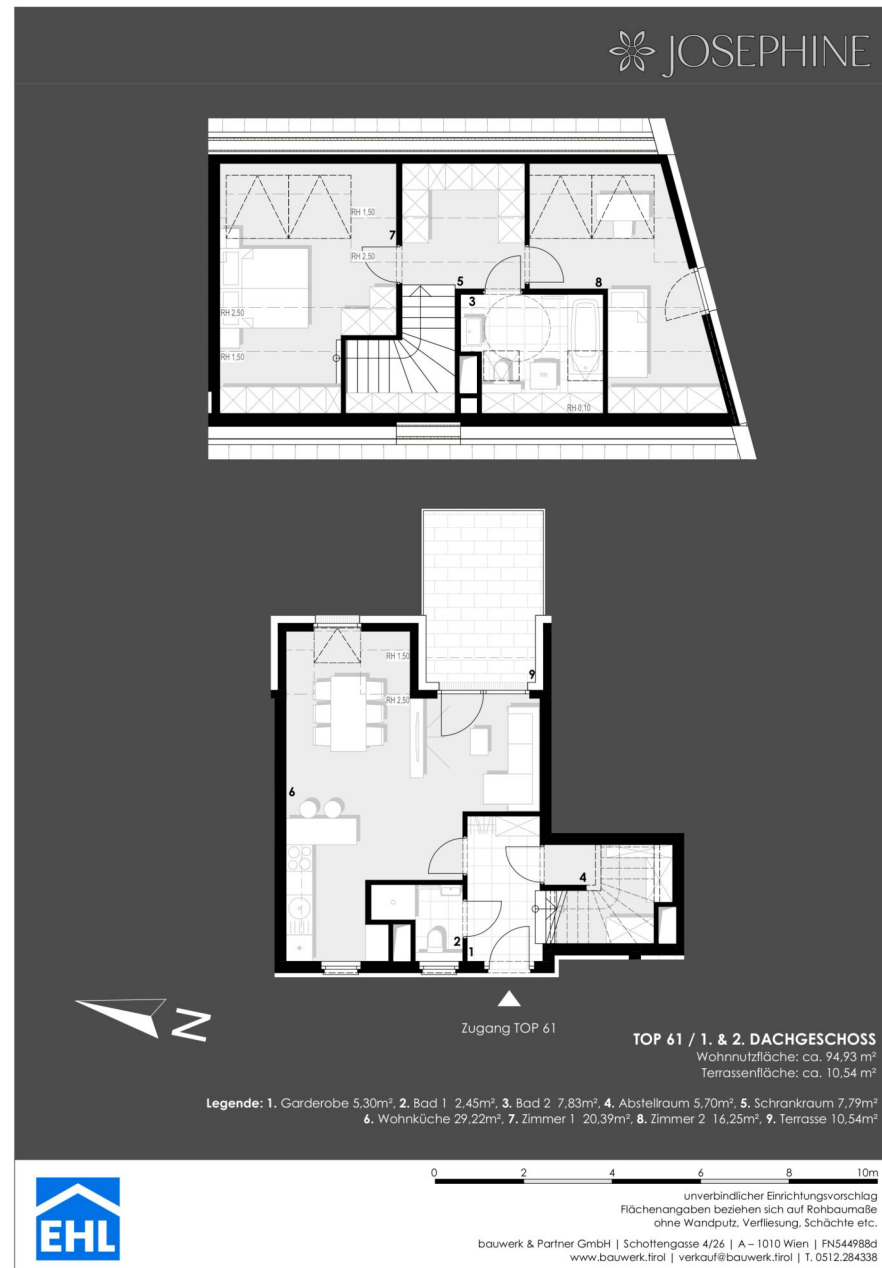 JOSEPHINE
RH 1,50
7
RH 2,50
5
8
3
RH 2,50
RH 1,50
RH 0,10
RH 1,50
9
RH 2,50
6
4
2
1
N
Zugang TOP 61
TOP 61 / 1. & 2. DACHGESCHOSS
Wohnnutzfläche: ca. 94,93 m²
Terrassenfläche: ca. 10,54 m²
Legende: 1. Garderobe 5,30m², 2. Bad 1 2,45m², 3. Bad 2 7,83m², 4. Abstellraum 5,70m², 5. Schrankraum 7,79m²
6. Wohnküche 29,22m², 7. Zimmer 1 20,39m², 8. Zimmer 2 16,25m², 9. Terrasse 10,54m²
0 2 4 6 8 10m
unverbindlicher Einrichtungsvorschlag
Flächenangaben beziehen sich auf Rohbaumaße
ohne Wandputz, Verfliesung, Schächte etc.
EHL
bauwerk & Partner GmbH | Schottengasse 4/26 | A – 1010 Wien | FN544988d
www.bauwerk.tirol | verkauf@bauwerk.tirol | T. 0512.284338